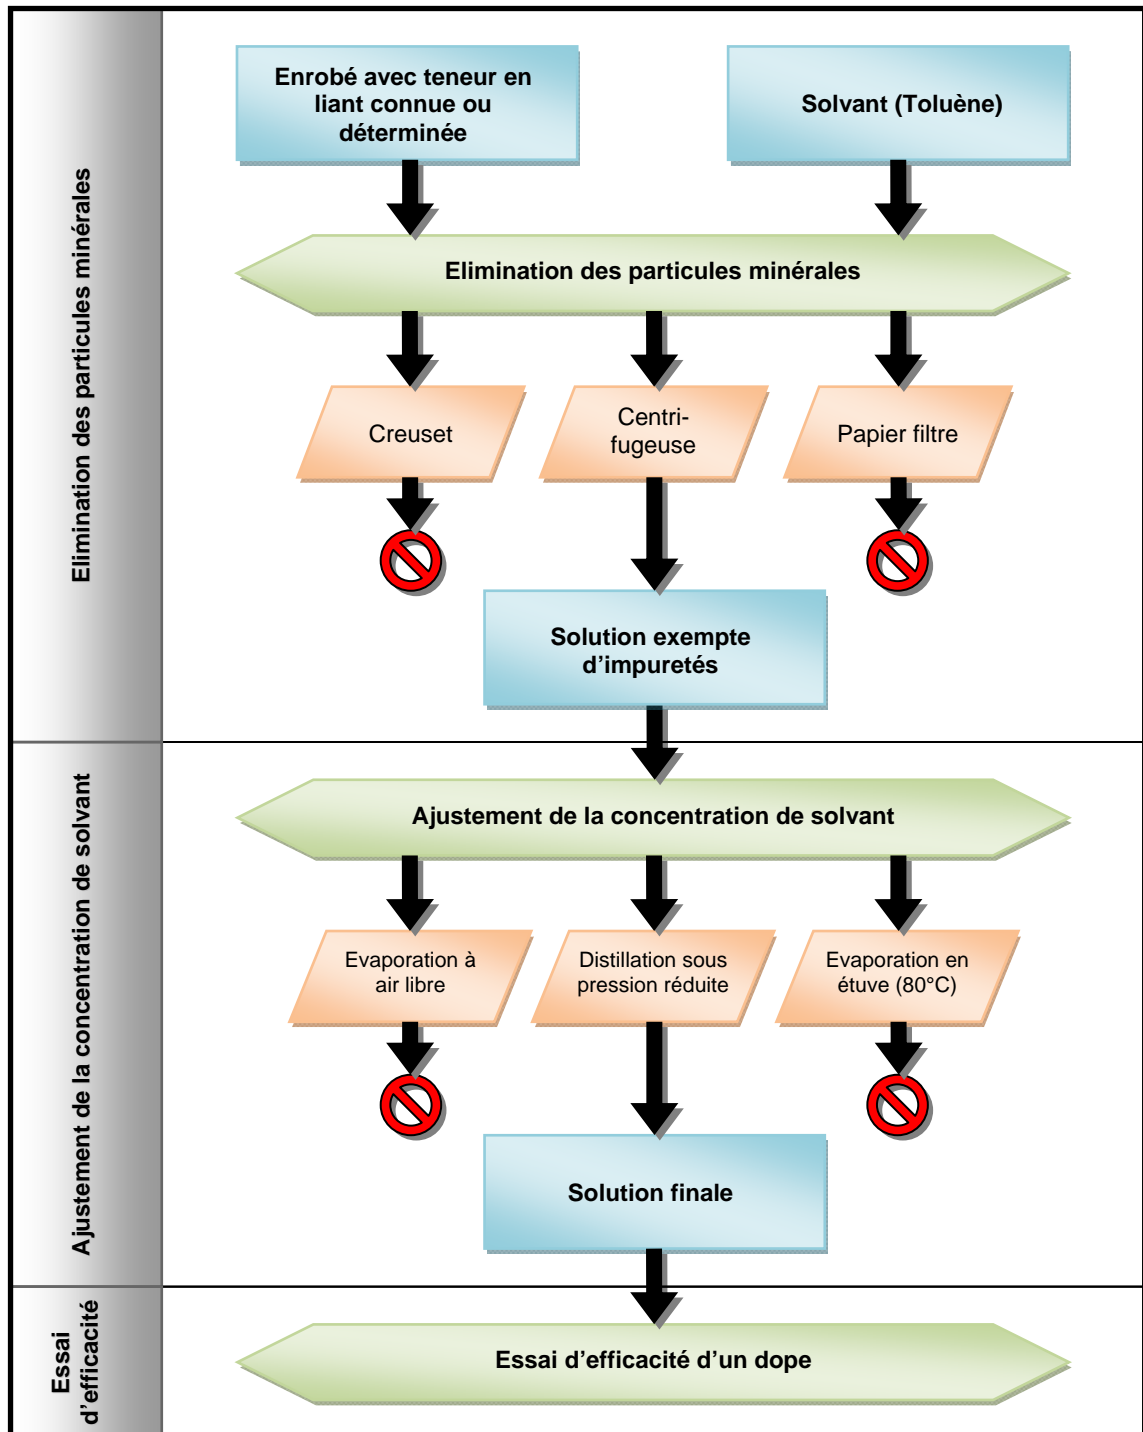 Elimination des particules minérales
Enrobé avec teneur en
liant connue ou
déterminée
Solvant (Toluène)
Elimination des particules minérales
Creuset
Centri-
fugeuse
Papier filtre
Solution exempte
d’impuretés
Ajustement de la concentration de solvant
Ajustement de la concentration de solvant
Evaporation à
air libre
Distillation sous
pression réduite
Evaporation en
étuve (80°C)
Solution finale
Essai
d’efficacité
Essai d’efficacité d’un dope